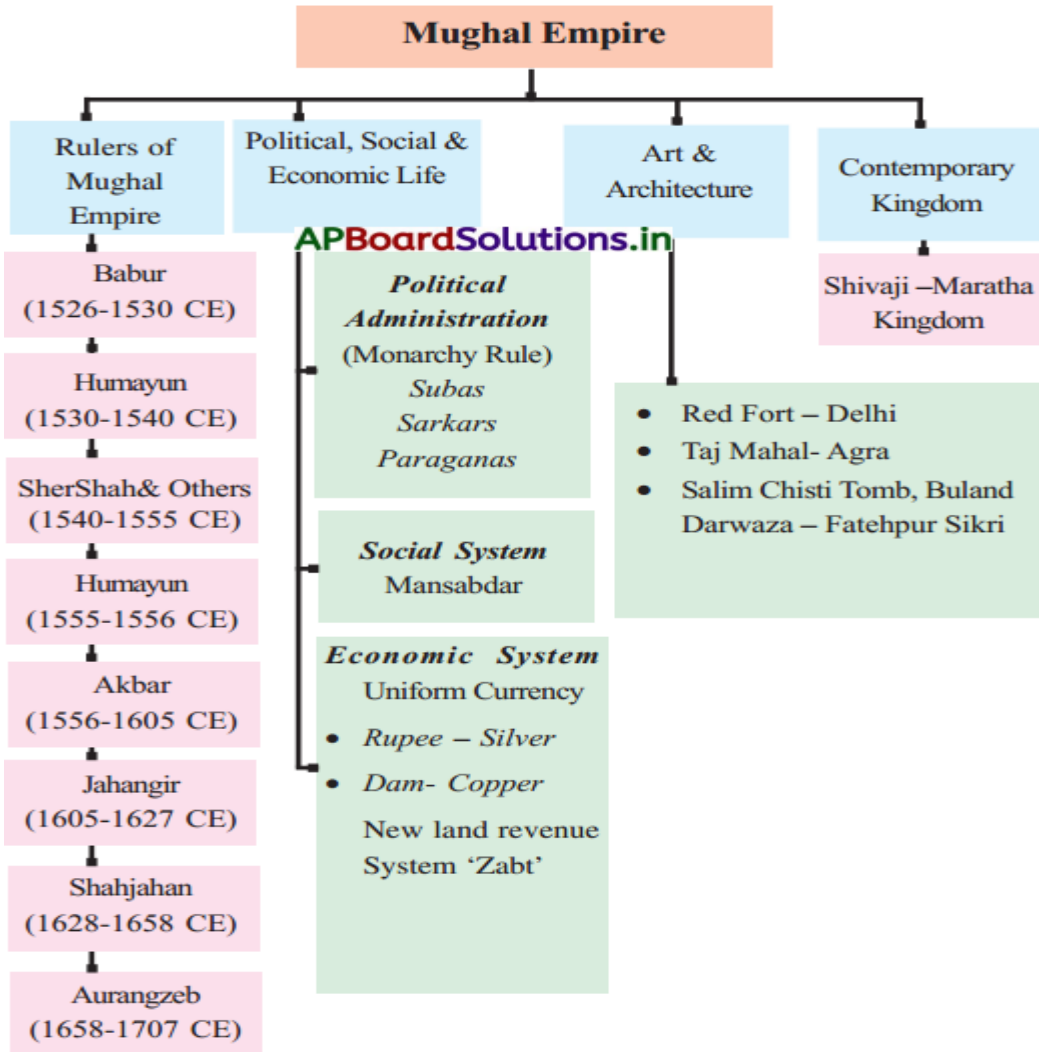 Mughal Empire
Rulers of
Mughal
Empire
Babur
(1526-1530 CE)
Humayun
(1530-1540 CE)
SherShah& Others
(1540-1555 CE)
Humayun
(1555-1556 CE)
Akbar
(1556-1605 CE)
Jahangir
(1605-1627 CE)
Shahjahan
(1628-1658 CE)
Aurangzeb
(1658-1707 CE)
Political, Social &
Economic Life
APBoardSolutions.in
Political
Administration
(Monarchy Rule)
Subas
Sarkars
Paraganas
Social System
Mansabdar
Economic System
Uniform Currency
• Rupee – Silver
• Dam- Copper
New land revenue
System ‘Zabt’
Art &
Architecture
• Red Fort – Delhi
• Taj Mahal- Agra
• Salim Chisti Tomb, Buland
Darwaza – Fatehpur Sikri
Contemporary
Kingdom
Shivaji –Maratha
Kingdom